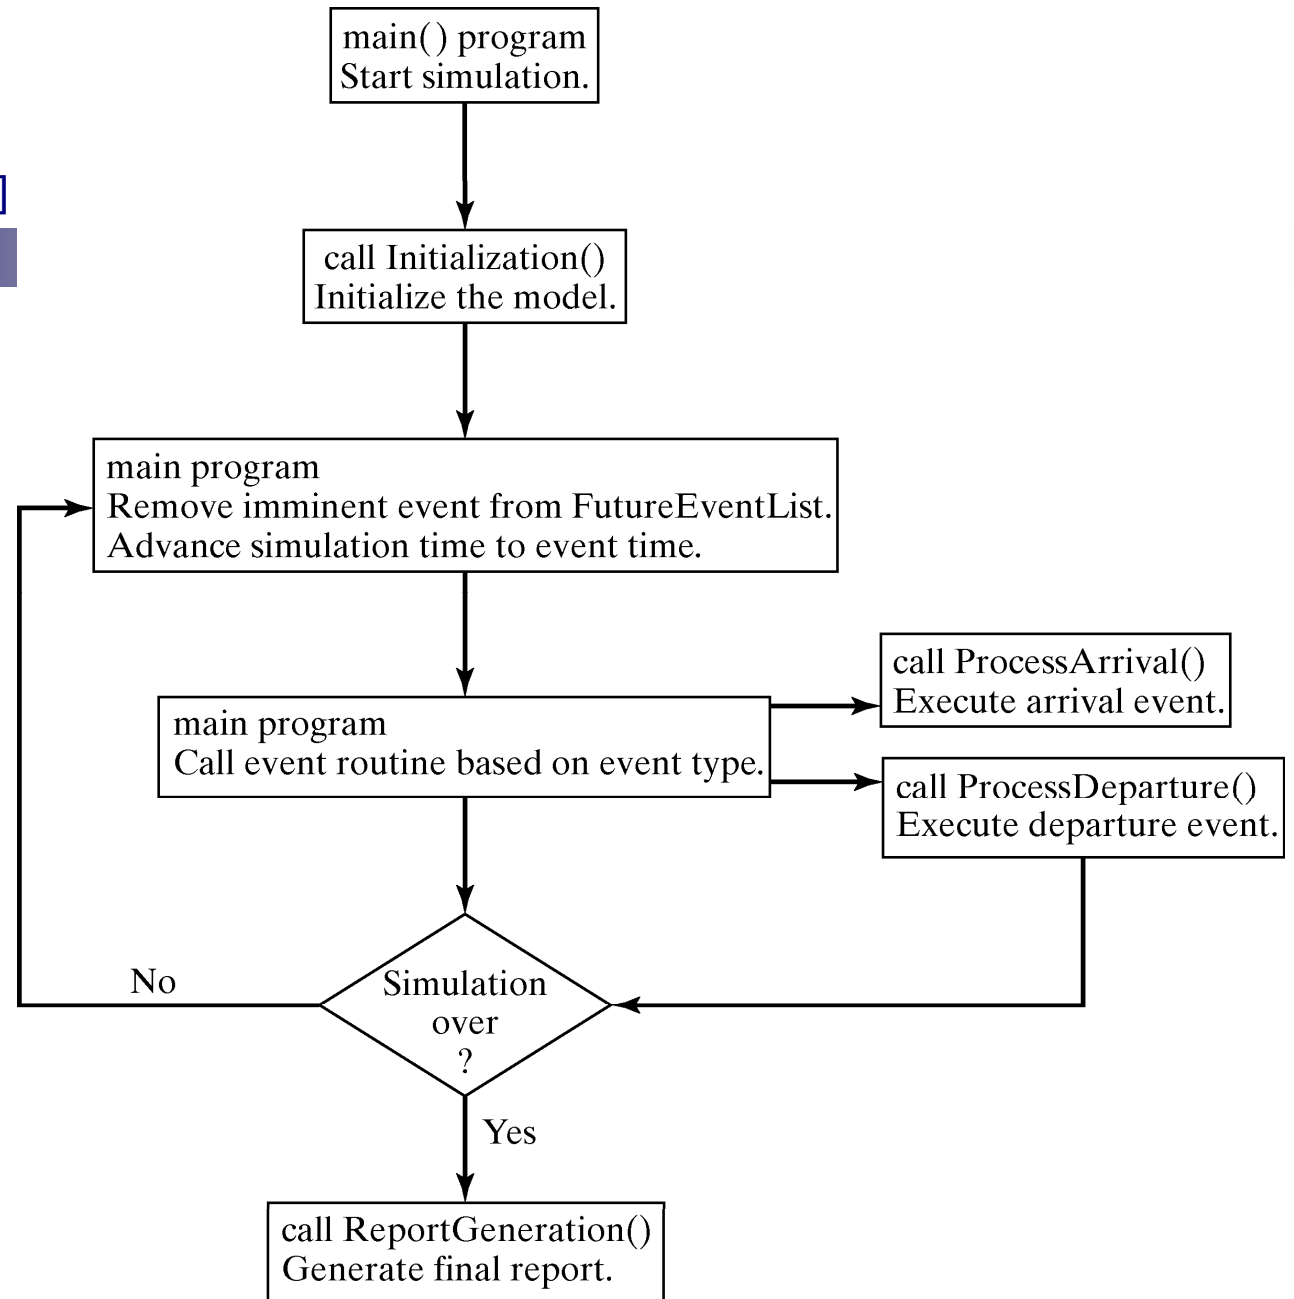 main() program
Start simulation.
]
call Initialization()
Initialize the model.
main program
Remove imminent event from FutureEventList.
Advance simulation time to event time.
call ProcessArrival()
Execute arrival event.
main program
Call event routine based on event type.
call ProcessDeparture()
Execute departure event.
No
Simulation
over
?
Yes
call ReportGeneration()
Generate final report.